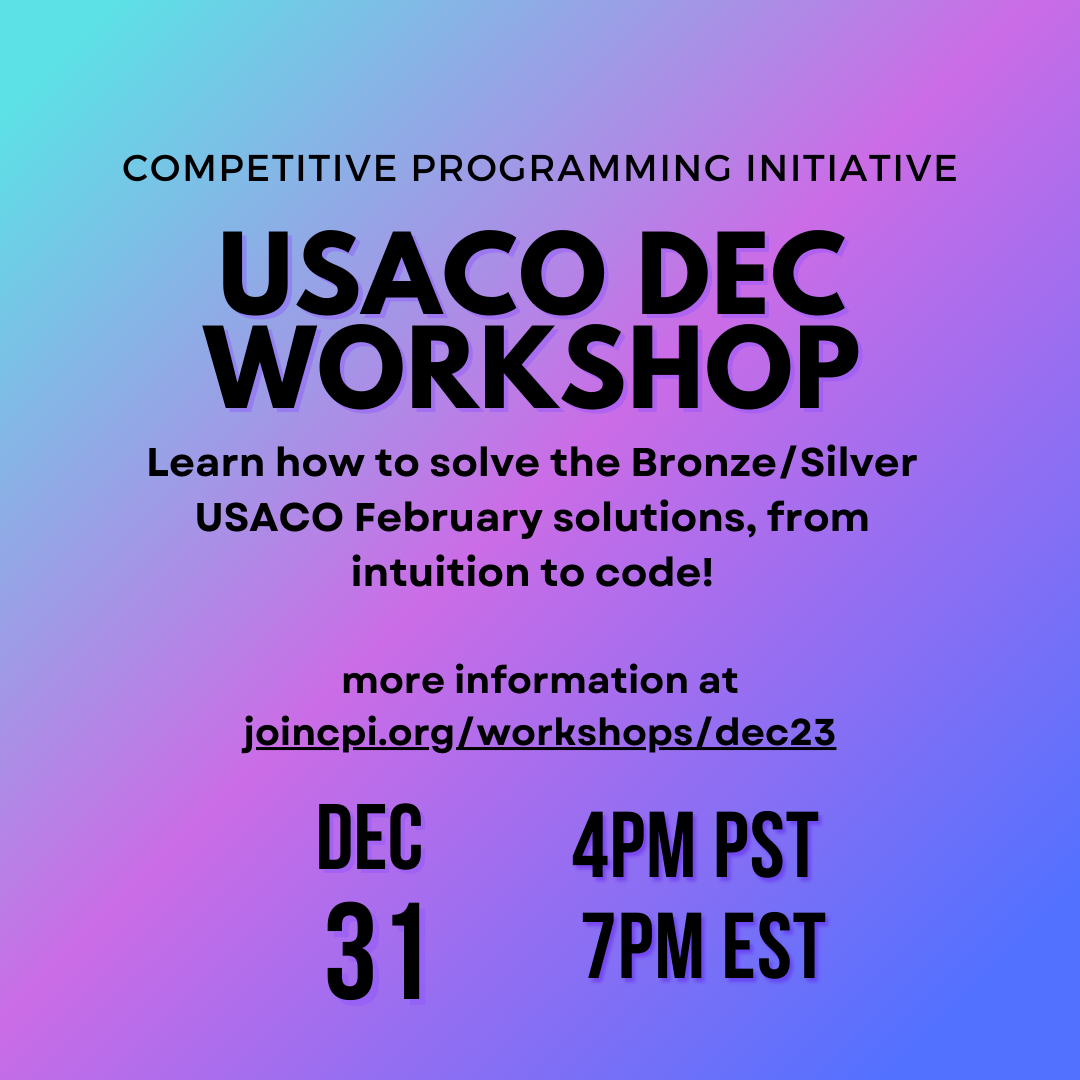 COMPETITIVE PROGRAMMING INITIATIVE
USACO DEC
WORKSHOP
Learn how to solve the Bronze/Silver
USACO February solutions, from
intuition to code!
more information at
joincpi.org/workshops/dec23
DEC
31
4PM PST
7PM EST